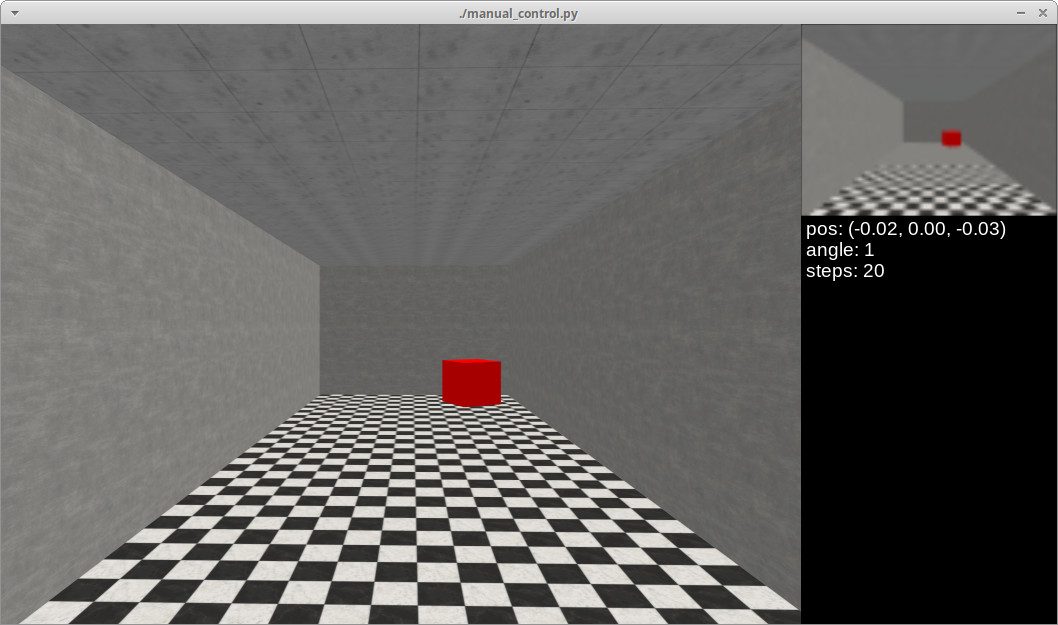 ./manual_control.py
pos: (-0.02, 0.00, -0.03)
angle: 1
steps: 20